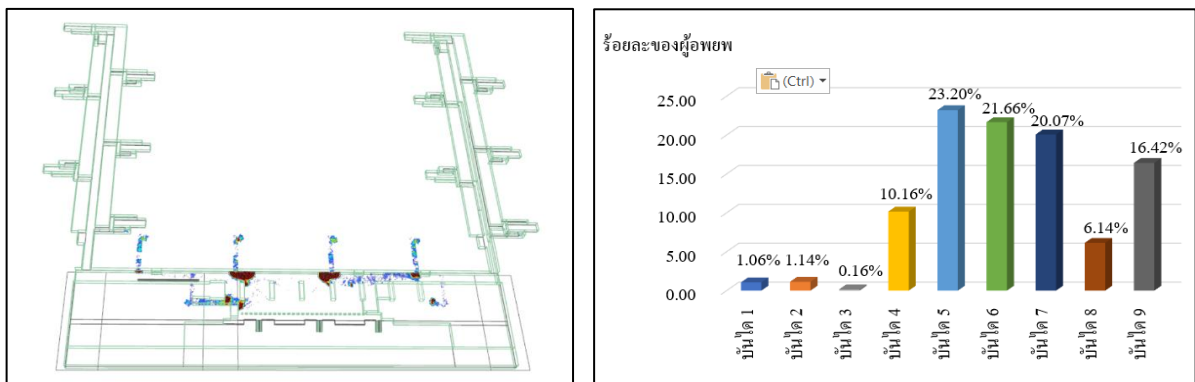 ร้อยละของผู้อพยพ
(Ctrl)
25.00
20.00
15.00
10.00
5.00
0.00
1.06%
1.14%
0.16%
10.16%
23.20%
21.66%
20.07%
6.14%
16.42%
บันได 1
บันได 2
บันได 3
บันได 4
บันได 5
บันได 6
บันได 7
บันได 8
บันได 9